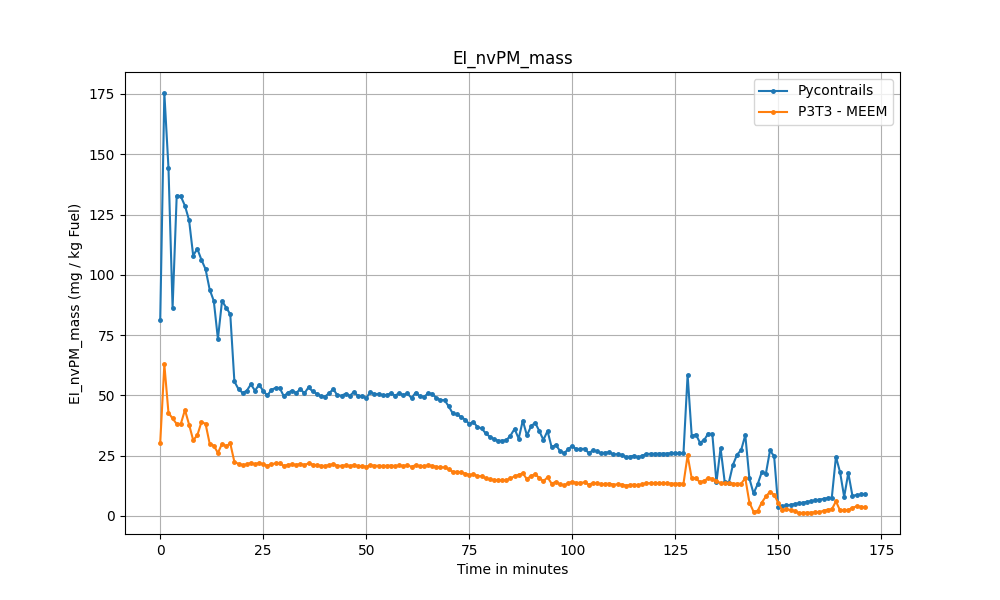 EI_nvPM_mass
Pycontrails
P3T3 - MEEM
EI_nvPM_mass (mg / kg Fuel)
175
150
125
100
75
50
25
0
0 25 50 75 100 125 150 175
Time in minutes